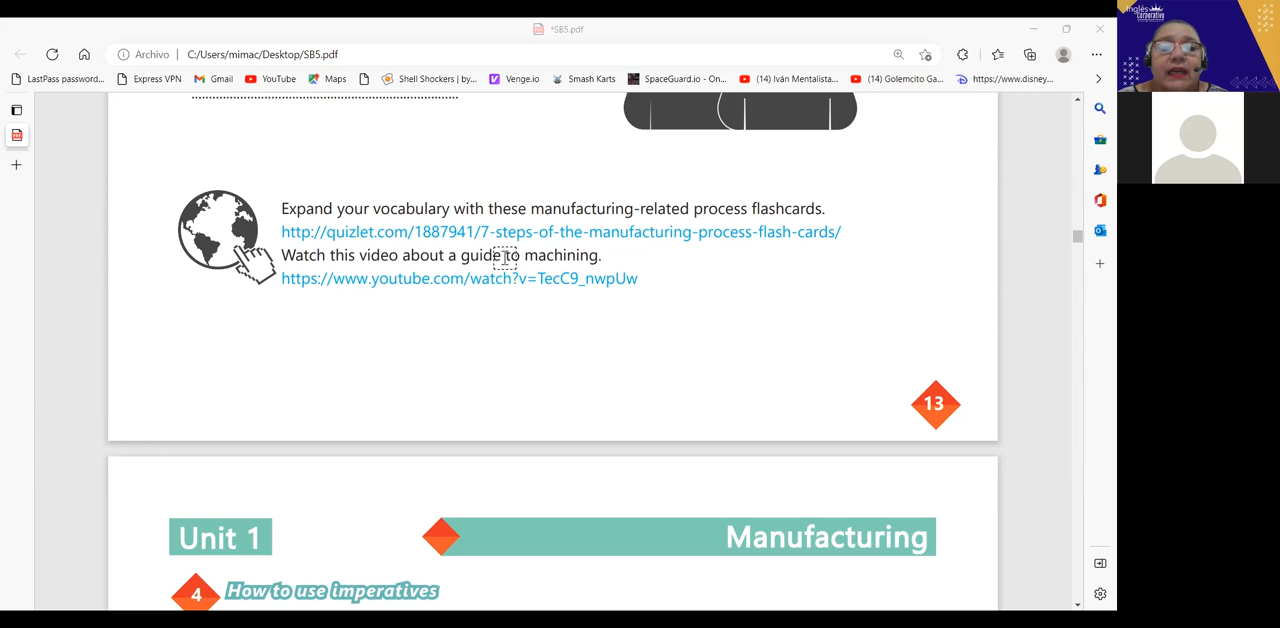 *SB5.pdf
Archivo | C:/Users/mimac/Desktop/SB5.pdf
LastPass password... Express VPN Gmail YouTube Maps Shell Shockers | by... Venge.io Smash Karts SpaceGuard.io - On... (14) Iván Mentalista... (14) Golemcito Ga... https://www.disney...
Inglés
Corporativo
Expand your vocabulary with these manufacturing-related process flashcards.
http://quizlet.com/1887941/7-steps-of-the-manufacturing-process-flash-cards/
Watch this video about a guide to machining.
https://www.youtube.com/watch?v=TecC9_nwpUw
13
Unit 1
Manufacturing
4 How to use imperatives